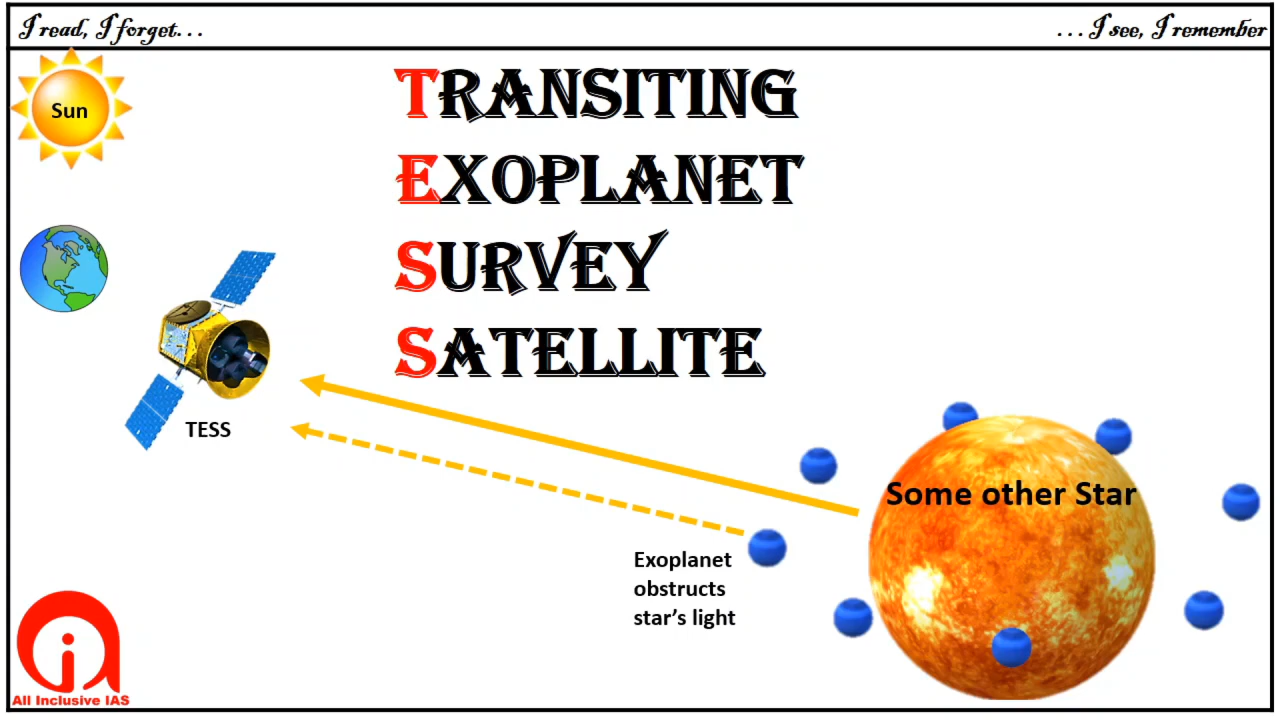 I read, I forget...
...I see, I remember
Sun
TRANSITING
EXOPLANET
SURVEY
SATELLITE
TESS
Some other Star
Exoplanet
obstructs
star's light
All Inclusive IAS